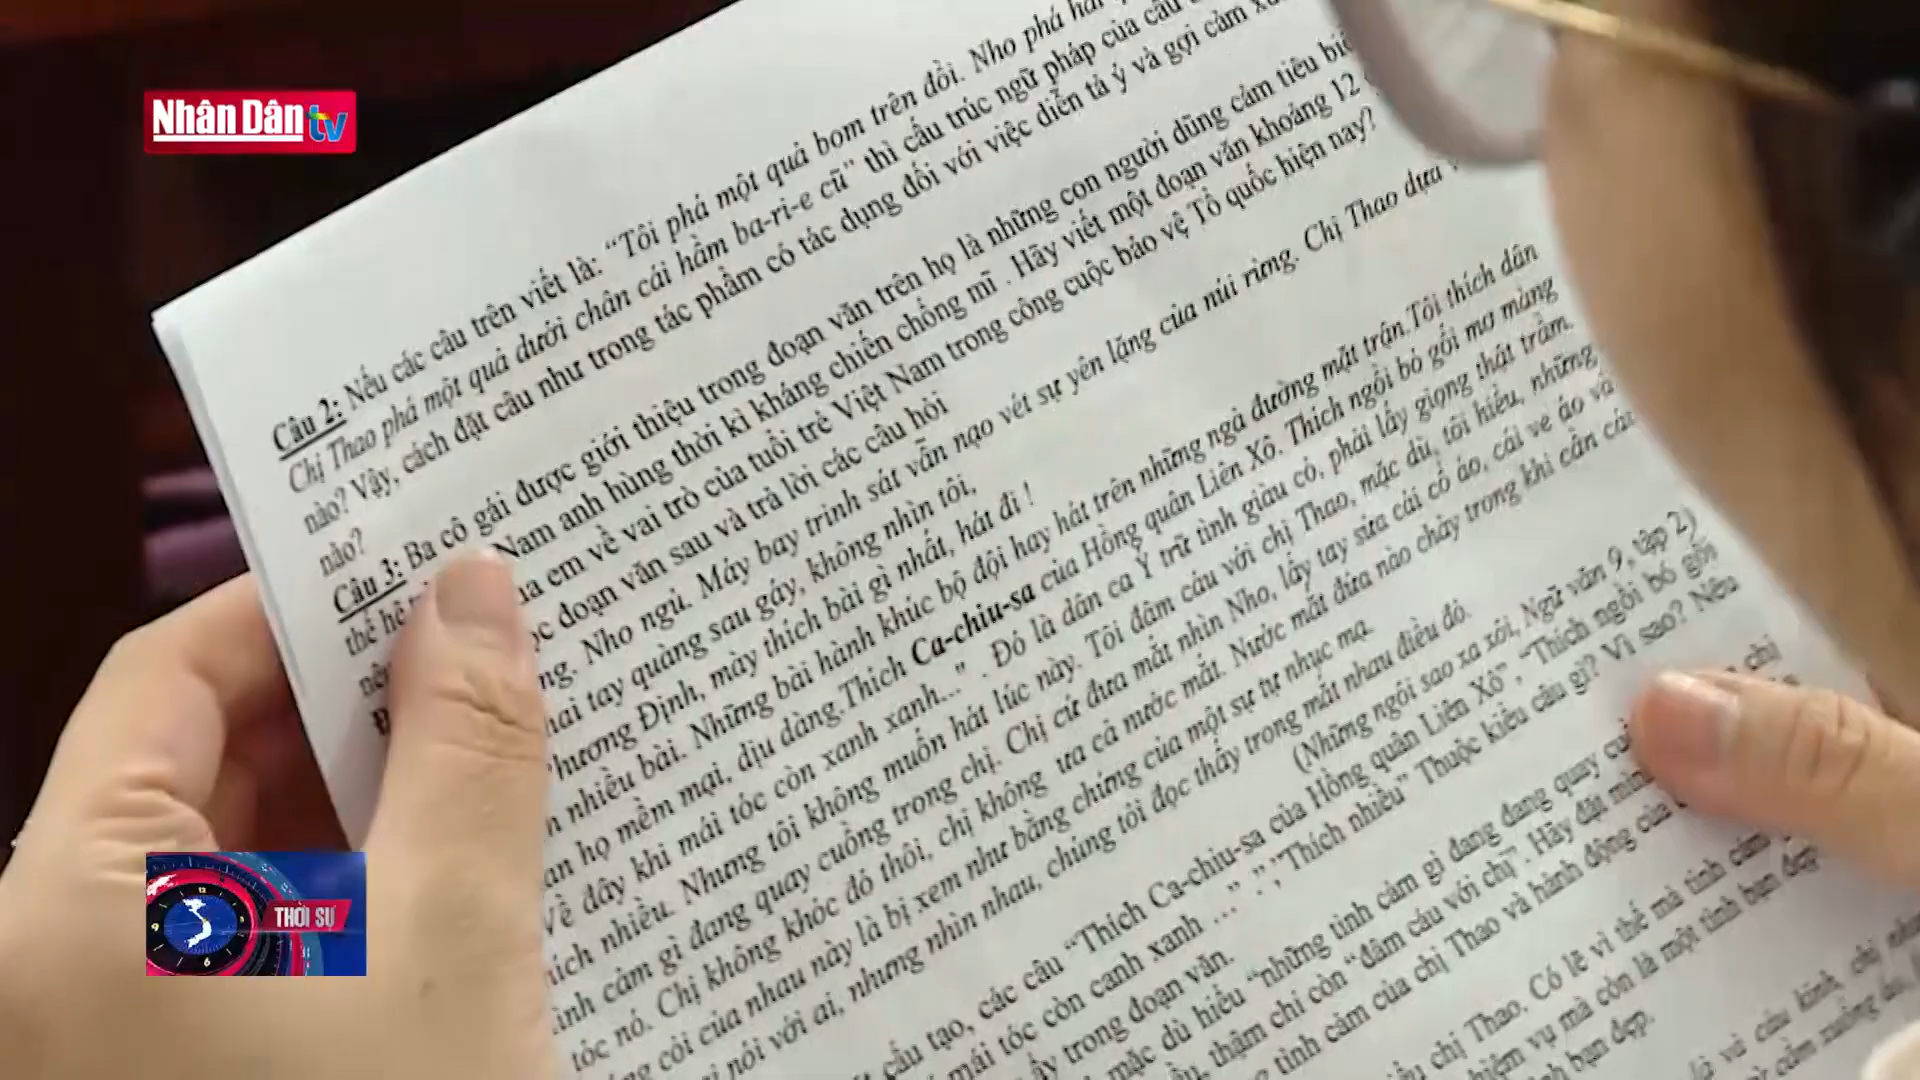 Nhân Dân tv
Câu 2: Nếu các câu trên viết là: “Tôi phá một quả bom trên đồi. Nho phá hai
Chị Thao phá một quả dưới chân cái hầm ba-ri-e cũ” thì cấu trúc ngữ pháp của câu
nào? Vậy, cách đặt câu như trong tác phẩm có tác dụng đối với việc diễn tả ý và gợi cảm
nào?
Câu 3: Ba cô gái được giới thiệu trong đoạn văn trên họ là những con người dũng cảm tiêu
thế hệ Nam anh hùng thời kì kháng chiến chống mĩ . Hãy viết một đoạn văn khoảng 12
em về vai trò của tuổi trẻ Việt Nam trong công cuộc bảo vệ Tổ quốc hiện nay?
đoạn văn sau và trả lời các câu hỏi
Nho ngủ. Máy bay trinh sát vẫn nạo vét sự yên lặng của núi rừng. Chị Thao dựa
hai tay quàng sau gáy, không nhìn tôi,
Phương Định, mày thích bài gì nhất, hát đi !
nhiều bài. Những bài hành khúc bộ đội hay hát trên những ngả đường mặt trận.Tôi thích dân
họ mềm mại, dịu dàng.Thích Ca-chiu-sa của Hồng quân Liên Xô. Thích ngồi bó gối mơ màng
Về đây khi mái tóc còn xanh xanh...” . Đó là dân ca Ý trữ tình giàu có, phải lấy giọng thật trầm.
thích nhiều. Nhưng tôi không muốn hát lúc này. Tôi đâm cáu với chị Thao, mặc dù, tôi hiểu, những
tình cảm gì đang quay cuồng trong chị. Chị cứ đưa mắt nhìn Nho, lấy tay sửa cái cổ áo, cái ve áo và
tóc nó. Chị không khóc đó thôi, chị không ưa cả nước mắt. Nước mắt đứa nào chảy trong khi cần
cỏi của nhau này là bị xem như bằng chứng của một sự tự nhục mạ.
nói với ai, nhưng nhìn nhau, chúng tôi đọc thấy trong mắt nhau điều đó.
(Những ngôi sao xa xôi, Ngữ văn 9, tập 2)
cấu tạo, các câu “Thích Ca-chiu-sa của Hồng quân Liên Xô”, “Thích ngồi bó gối
mái tóc còn canh xanh …”.”,”Thích nhiều” Thuộc kiểu câu gì? Vì sao? Nêu
trong đoạn văn.
mặc dù hiểu “những tình cảm gì đang đang quay chị
thậm chí còn “đâm cáu với chị”. Hãy đặt mình
tình cảm của chị Thao và hành động của
chị Thao. Có lẽ vì thế mà tình cảm
vụ mà còn là một tình bạn đẹp
bạn đẹp.
THỜI SỰ